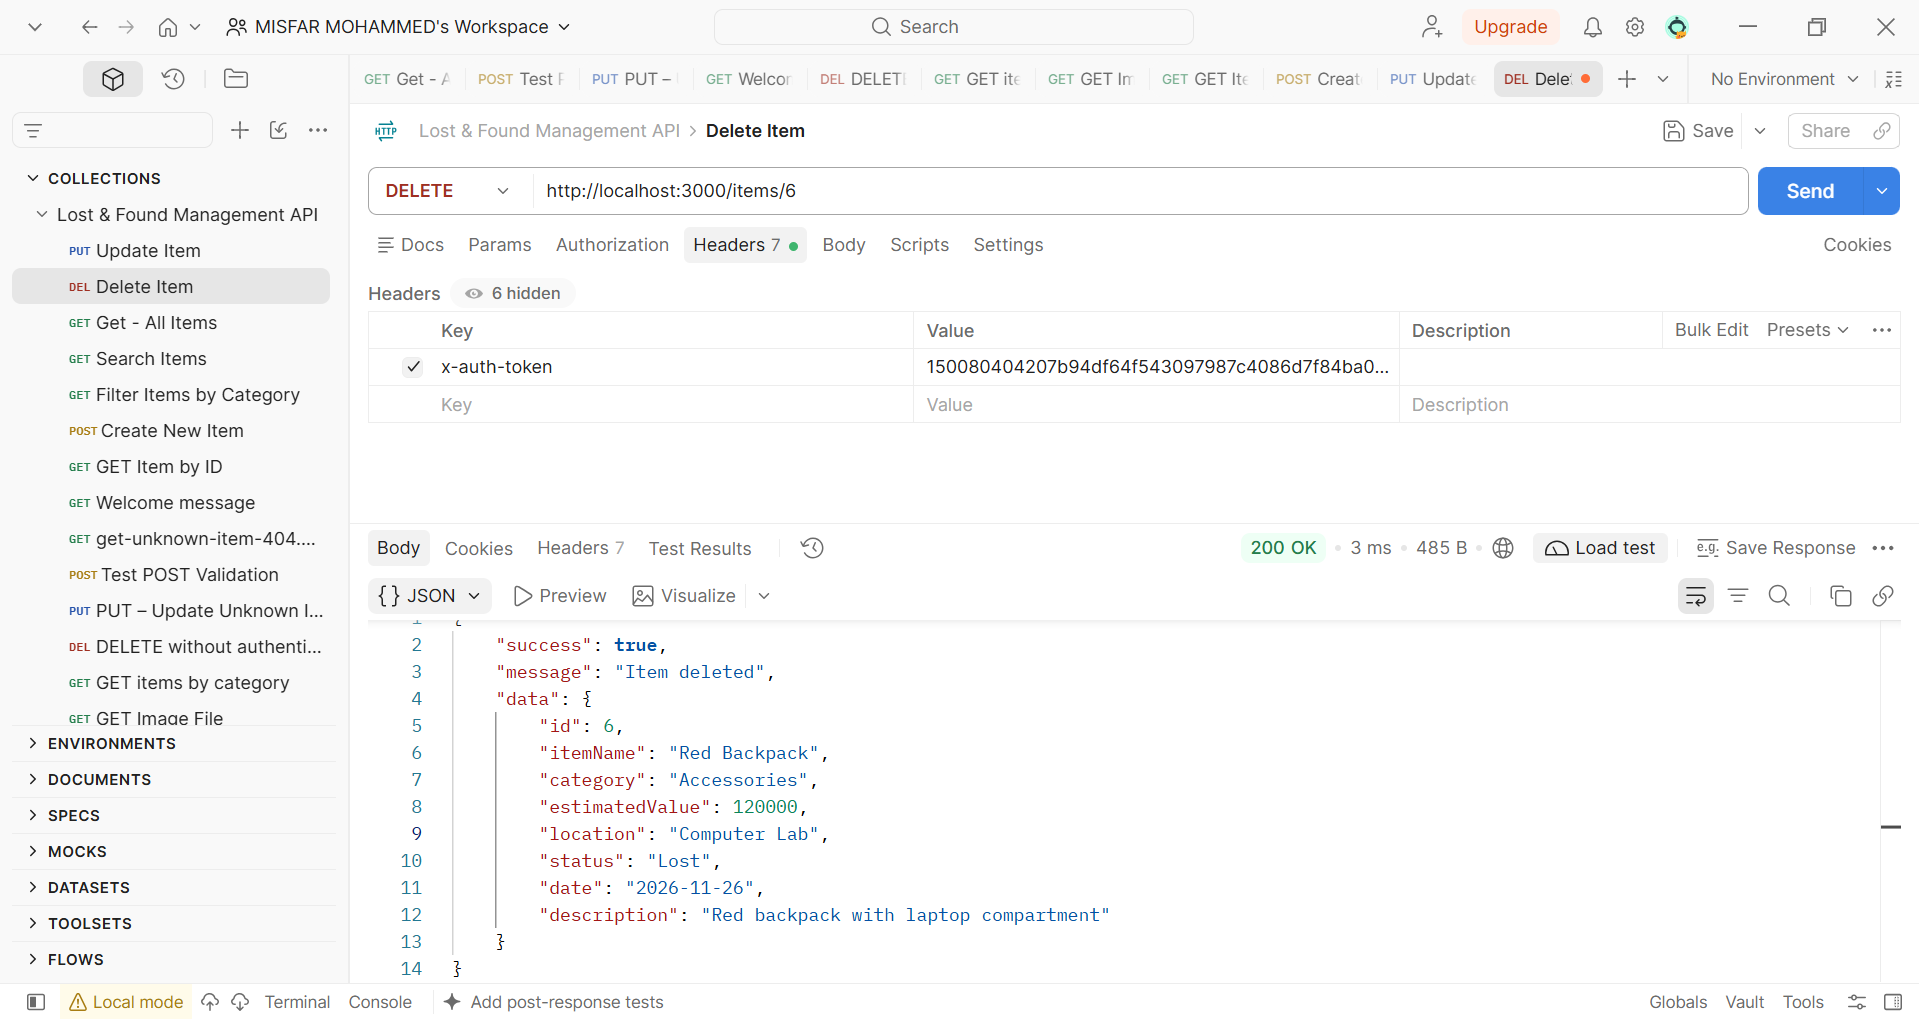 MISFAR MOHAMMED's Workspace
Search
Upgrade
GET Get - A
POST Test
PUT PUT –
GET Welcor
DEL DELET
GET GET it
GET GET Im
GET GET Ite
POST Creat
PUT Update
DEL Dele
No Environment
Lost & Found Management API > Delete Item
Save
Share
COLLECTIONS
Lost & Found Management API
PUT Update Item
DEL Delete Item
GET Get - All Items
GET Search Items
GET Filter Items by Category
POST Create New Item
GET GET Item by ID
GET Welcome message
GET get-unknown-item-404....
POST Test POST Validation
PUT PUT – Update Unknown I...
DEL DELETE without authenti...
GET GET items by category
GET GET Image File
ENVIRONMENTS
DOCUMENTS
SPECS
MOCKS
DATASETS
TOOLSETS
FLOWS
DELETE http://localhost:3000/items/6
Send
Docs Params Authorization Headers 7 Body Scripts Settings Cookies
Headers 6 hidden
Key Value Description Bulk Edit Presets
x-auth-token 150080404207b94df64f543097987c4086d7f84ba0...
Key Value Description
Body Cookies Headers 7 Test Results
200 OK 3 ms 485 B Load test e.g. Save Response
{} JSON Preview Visualize
1 {
2 "success": true,
3 "message": "Item deleted",
4 "data": {
5 "id": 6,
6 "itemName": "Red Backpack",
7 "category": "Accessories",
8 "estimatedValue": 120000,
9 "location": "Computer Lab",
10 "status": "Lost",
11 "date": "2026-11-26",
12 "description": "Red backpack with laptop compartment"
13 }
14 }
Local mode Terminal Console Add post-response tests Globals Vault Tools